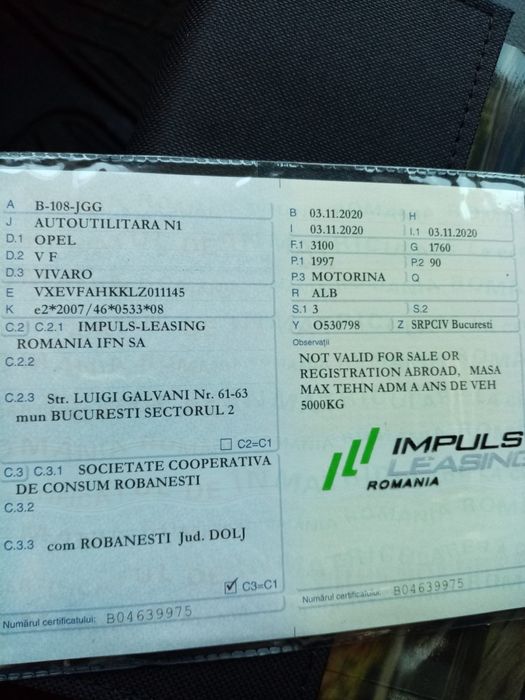 A B-108-JGG
J AUTOUTILITARA N1
D.1 OPEL
D.2 V F
D.3 VIVARO
E VXEVFAHKKLZ011145
K e2*2007/46*0533*08
C.2 C.2.1 IMPULS-LEASING
ROMANIA IFN SA
C.2.2
C.2.3 Str. LUIGI GALVANI Nr. 61-63
mun BUCURESTI SECTORUL 2
C2=C1
C.3 C.3.1 SOCIETATE COOPERATIVA
DE CONSUM ROBANESTI
C.3.2
C.3.3 com ROBANESTI Jud. DOLJ
C3=C1
Numărul certificatului: B04639975
B 03.11.2020 H
I 03.11.2020 I.1 03.11.2020
F.1 3100 G 1760
P.1 1997 P.2 90
P.3 MOTORINA Q
R ALB
S.1 3 S.2
Y O530798 Z SRPCIV Bucuresti
Observații
NOT VALID FOR SALE OR
REGISTRATION ABROAD, MASA
MAX TEHN ADM A ANS DE VEH
5000KG
IMPULS
LEASING
ROMANIA
Numărul certificatului: B04639975